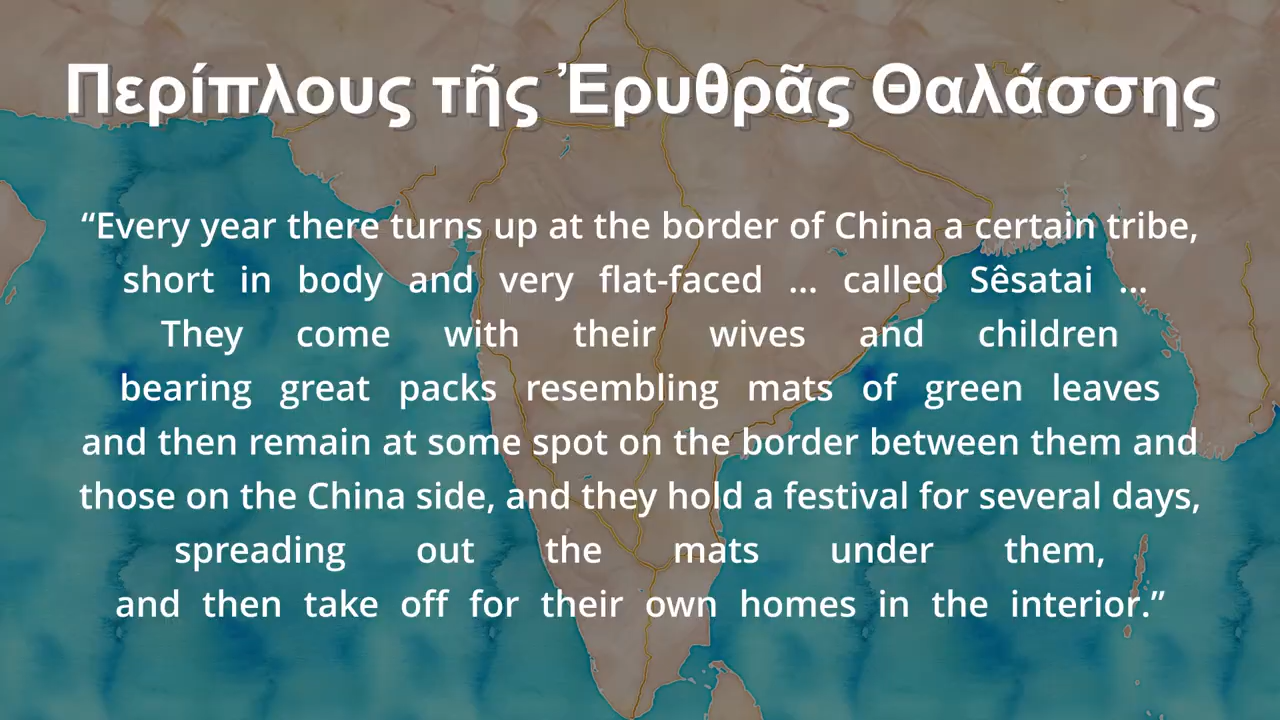 Περίπλους τῆς Ἐρυθρᾶς Θαλάσσης
“Every year there turns up at the border of China a certain tribe,
short in body and very flat-faced ... called Sêsatai ...
They come with their wives and children
bearing great packs resembling mats of green leaves
and then remain at some spot on the border between them and
those on the China side, and they hold a festival for several days,
spreading out the mats under them,
and then take off for their own homes in the interior.”